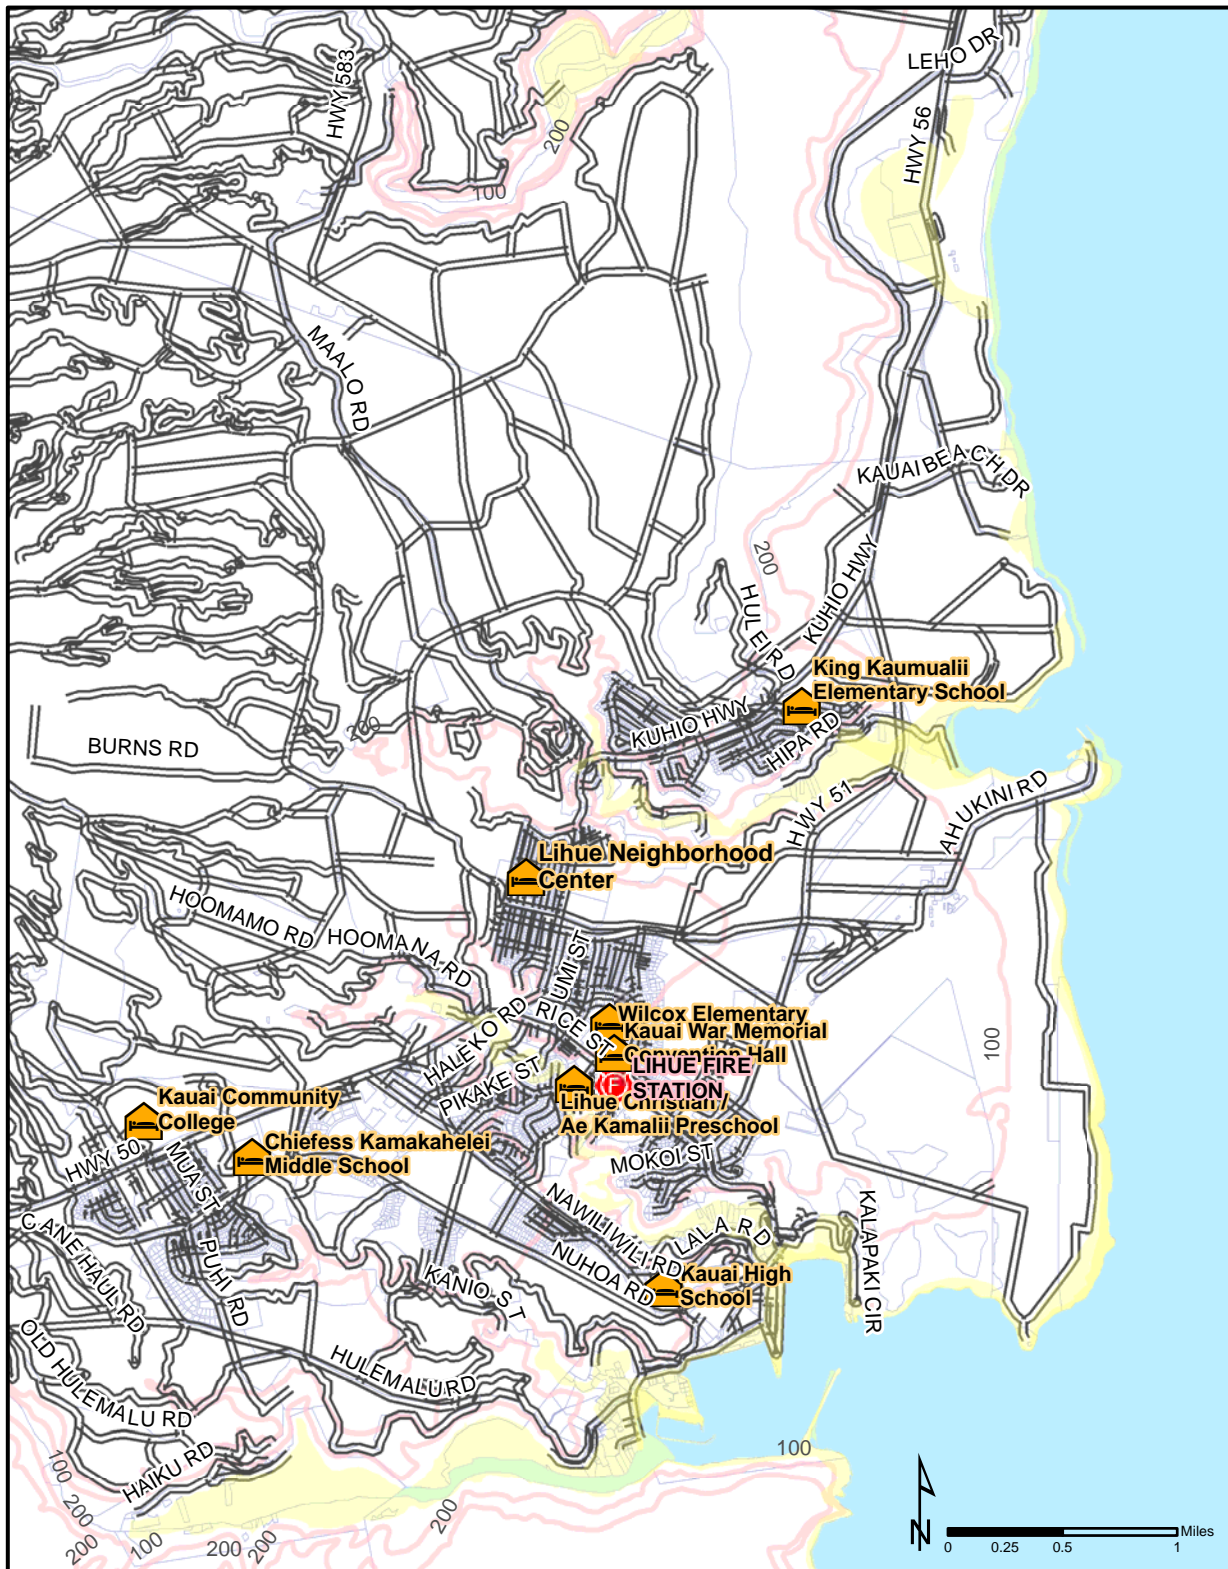 LEHO DR
HWY 583
HWY 56
200
100
MAALO RD
KAUAI BEACH DR
200
KUHIO HWY
HULEI RD
King Kaumualii
Elementary School
KUHIO HWY
HIPA RD
200
BURNS RD
HWY 51
AHUKINI RD
Lihue Neighborhood
Center
HOOMAMO RD
HOOMANA RD
UMI ST
RICE ST
HALEKO RD
Wilcox Elementary
Kauai War Memorial
Convention Hall
LIHUE FIRE
STATION
F
PIKAKE ST
Lihue Christian /
Ae Kamalii Preschool
100
Kauai Community
College
Chiefess Kamakahelei
Middle School
HWY 50
MUA ST
MOKOI ST
NAWILIWILI RD
LALA RD
KALAPAKI CIR
CANE HAUL RD
PUHI RD
KANIO ST
NUHOA RD
Kauai High
School
OLD HULEMALU RD
HULEMALU RD
HAIKU RD
100
100
200
200
100
200
200
200
N
Miles
0 0.25 0.5 1